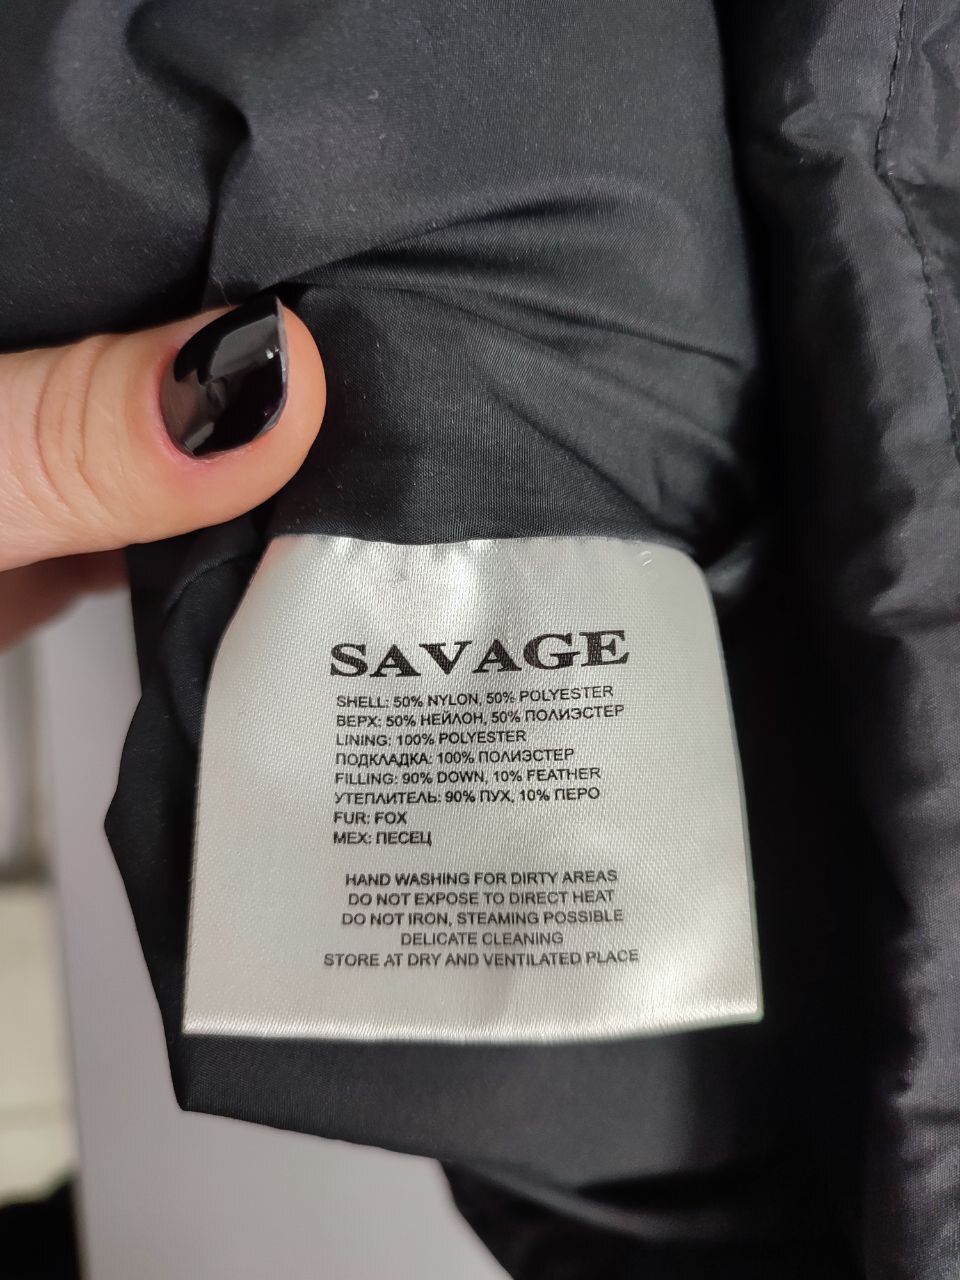 SAVAGE
SHELL: 50% NYLON, 50% POLYESTER
ВЕРХ: 50% НЕЙЛОН, 50% ПОЛИЭСТЕР
LINING: 100% POLYESTER
ПОДКЛАДКА: 100% ПОЛИЭСТЕР
FILLING: 90% DOWN, 10% FEATHER
УТЕПЛИТЕЛЬ: 90% ПУХ, 10% ПЕРО
FUR: FOX
МЕХ: ПЕСЕЦ
HAND WASHING FOR DIRTY AREAS
DO NOT EXPOSE TO DIRECT HEAT
DO NOT IRON, STEAMING POSSIBLE
DELICATE CLEANING
STORE AT DRY AND VENTILATED PLACE